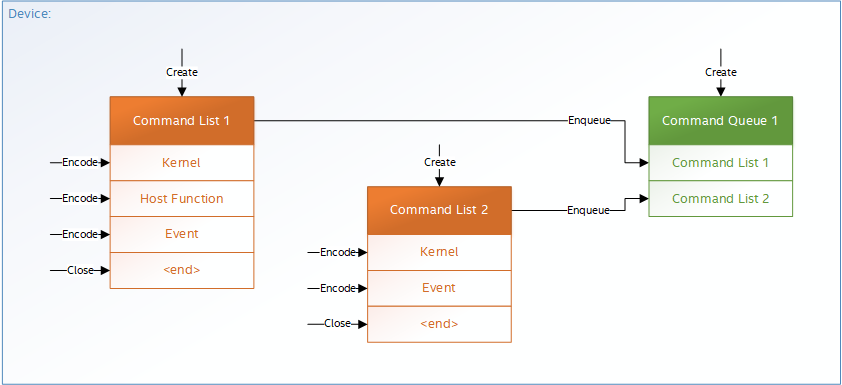 Device:
Create
Command List 1
Encode
Kernel
Encode
Host Function
Encode
Event
Close
<end>
Create
Command List 2
Encode
Kernel
Encode
Event
Close
<end>
Enqueue
Enqueue
Create
Command Queue 1
Command List 1
Command List 2